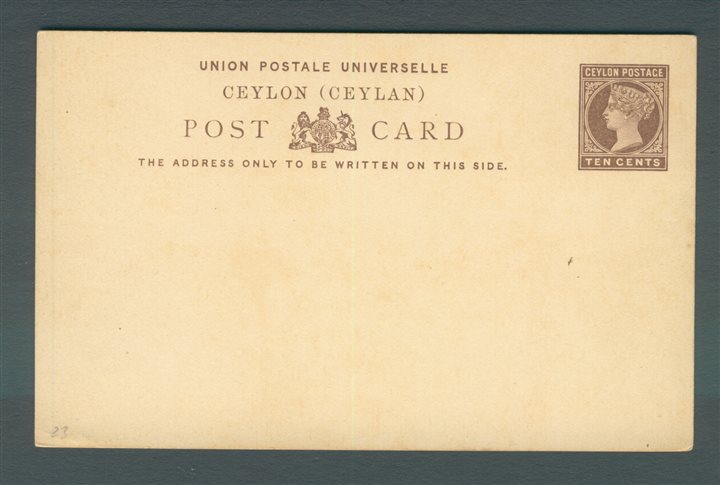 UNION POSTALE UNIVERSELLE
CEYLON (CEYLAN)
POST CARD
THE ADDRESS ONLY TO BE WRITTEN ON THIS SIDE.
CEYLON POSTAGE
TEN CENTS
23